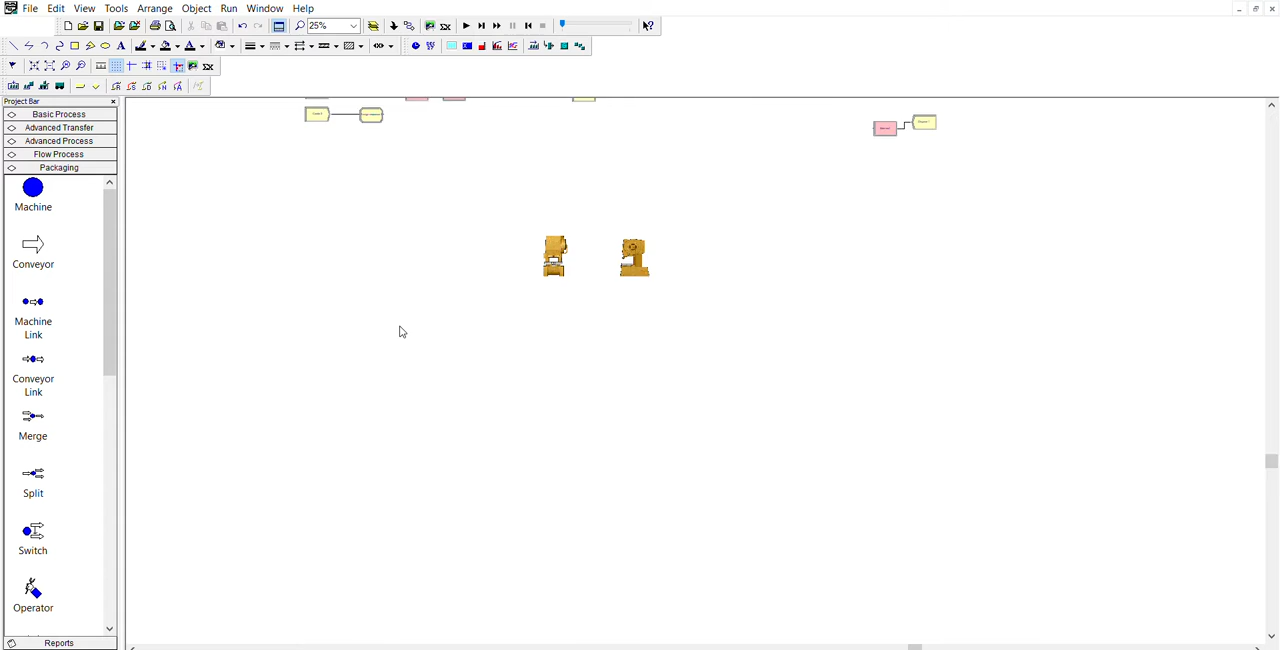 File Edit View Tools Arrange Object Run Window Help
25%
Project Bar
Basic Process
Advanced Transfer
Advanced Process
Flow Process
Packaging
Machine
Conveyor
Machine
Link
Conveyor
Link
Merge
Split
Switch
Operator
Reports